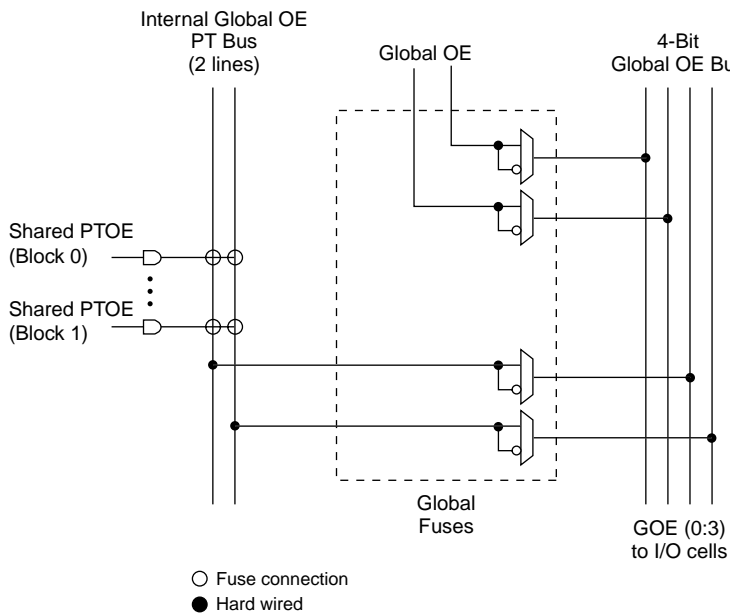 Internal Global OE
PT Bus
(2 lines)
Global OE
4-Bit
Global OE Bu
Shared PTOE
(Block 0)
Shared PTOE
(Block 1)
Global
Fuses
GOE (0:3)
to I/O cells
Fuse connection
Hard wired